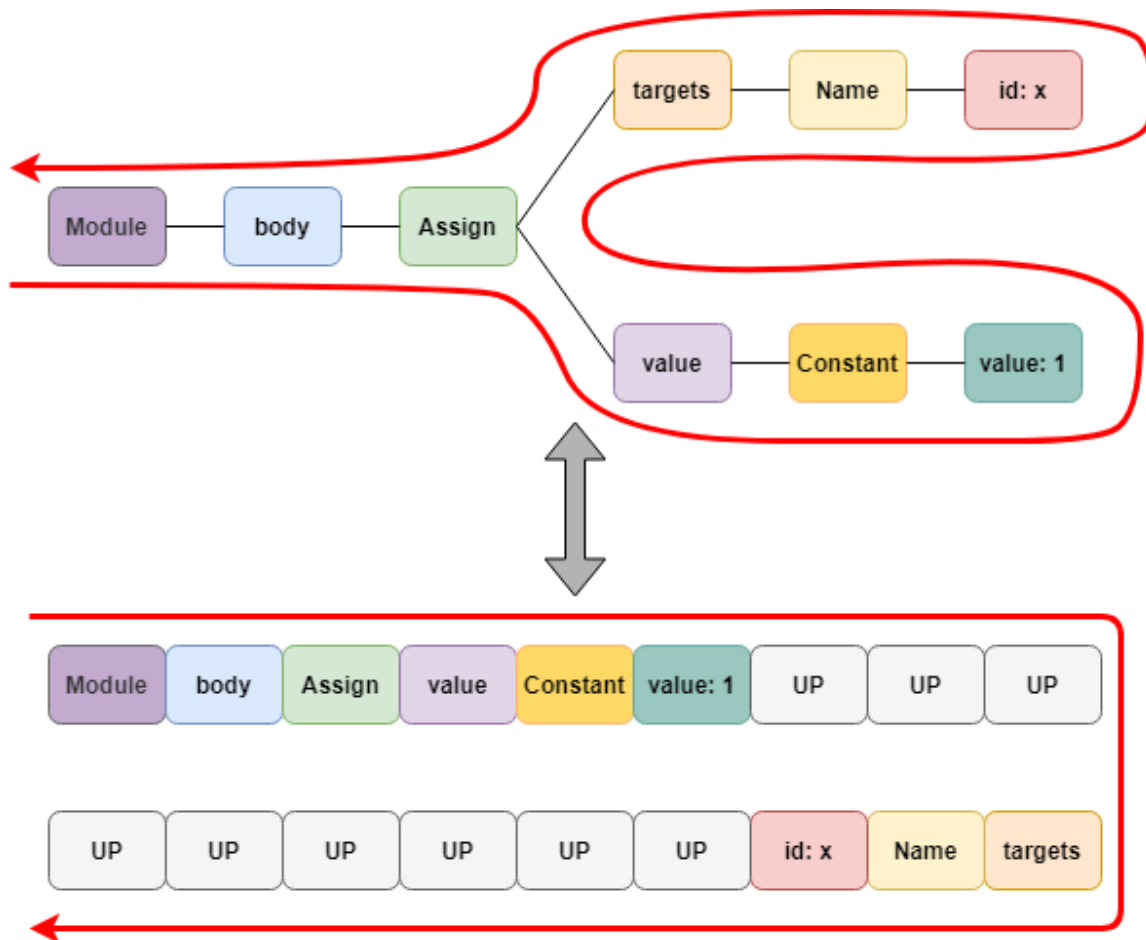 targets Name id: x
Module body Assign
value Constant value: 1
Module body Assign value Constant value: 1 UP UP UP
UP UP UP UP UP UP id: x Name targets